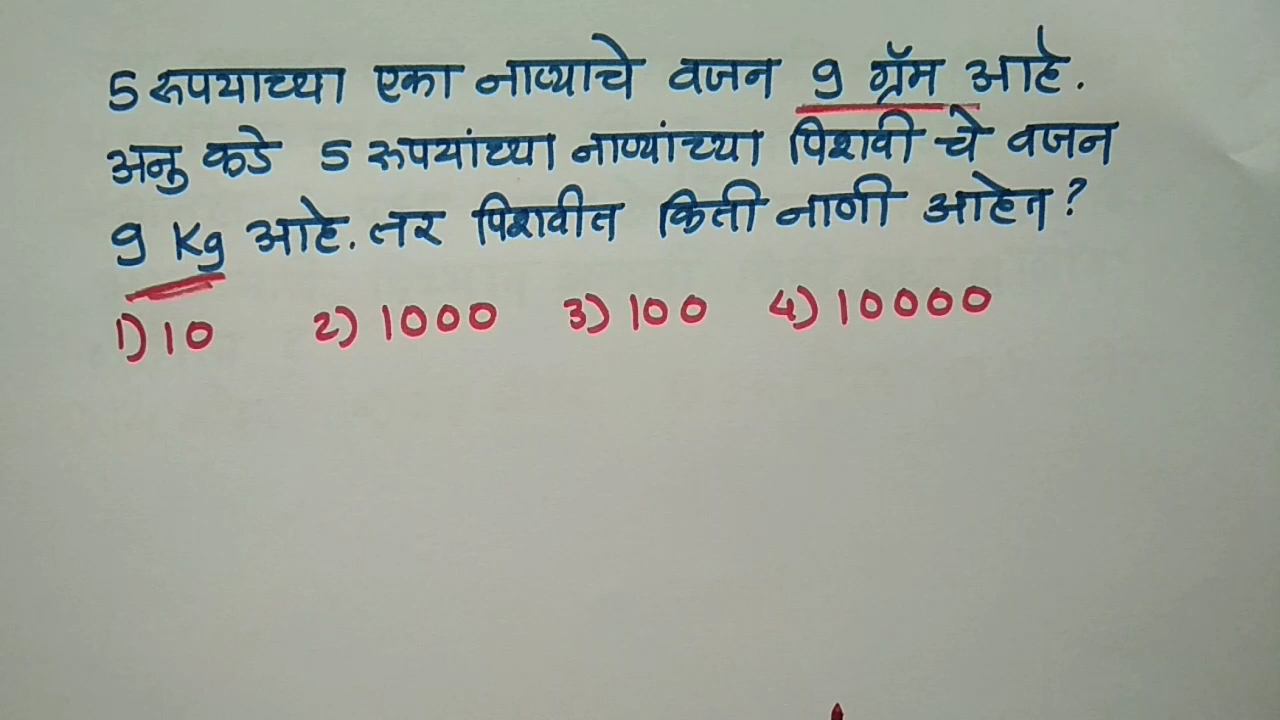 5 रुपयाच्या एका नाण्याचे वजन 9 ग्रॅम आहे.
अनु कडे 5 रुपयांच्या नाण्यांच्या पिशवी चे वजन
9 Kg आहे. तर पिशवीत किती नाणी आहेत?
1) 10 2) 1000 3) 100 4) 10000